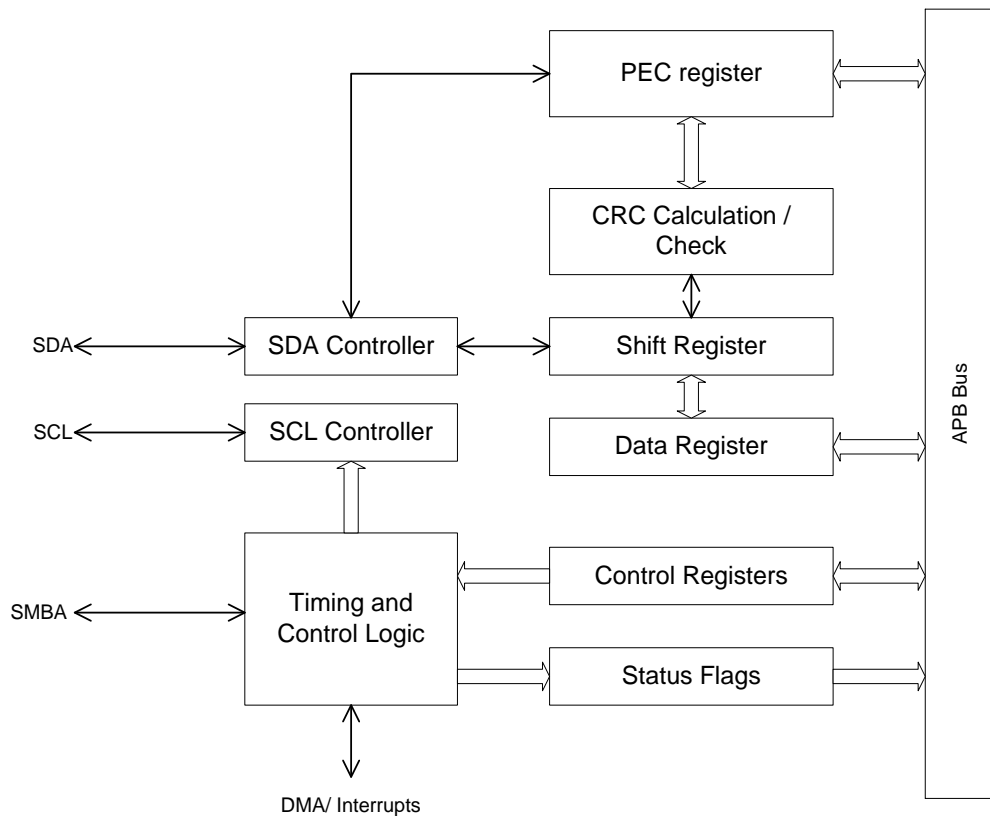 PEC register
CRC Calculation /
Check
SDA
SDA Controller
Shift Register
SCL
SCL Controller
Data Register
APB Bus
SMBA
Timing and
Control Logic
Control Registers
Status Flags
DMA/ Interrupts